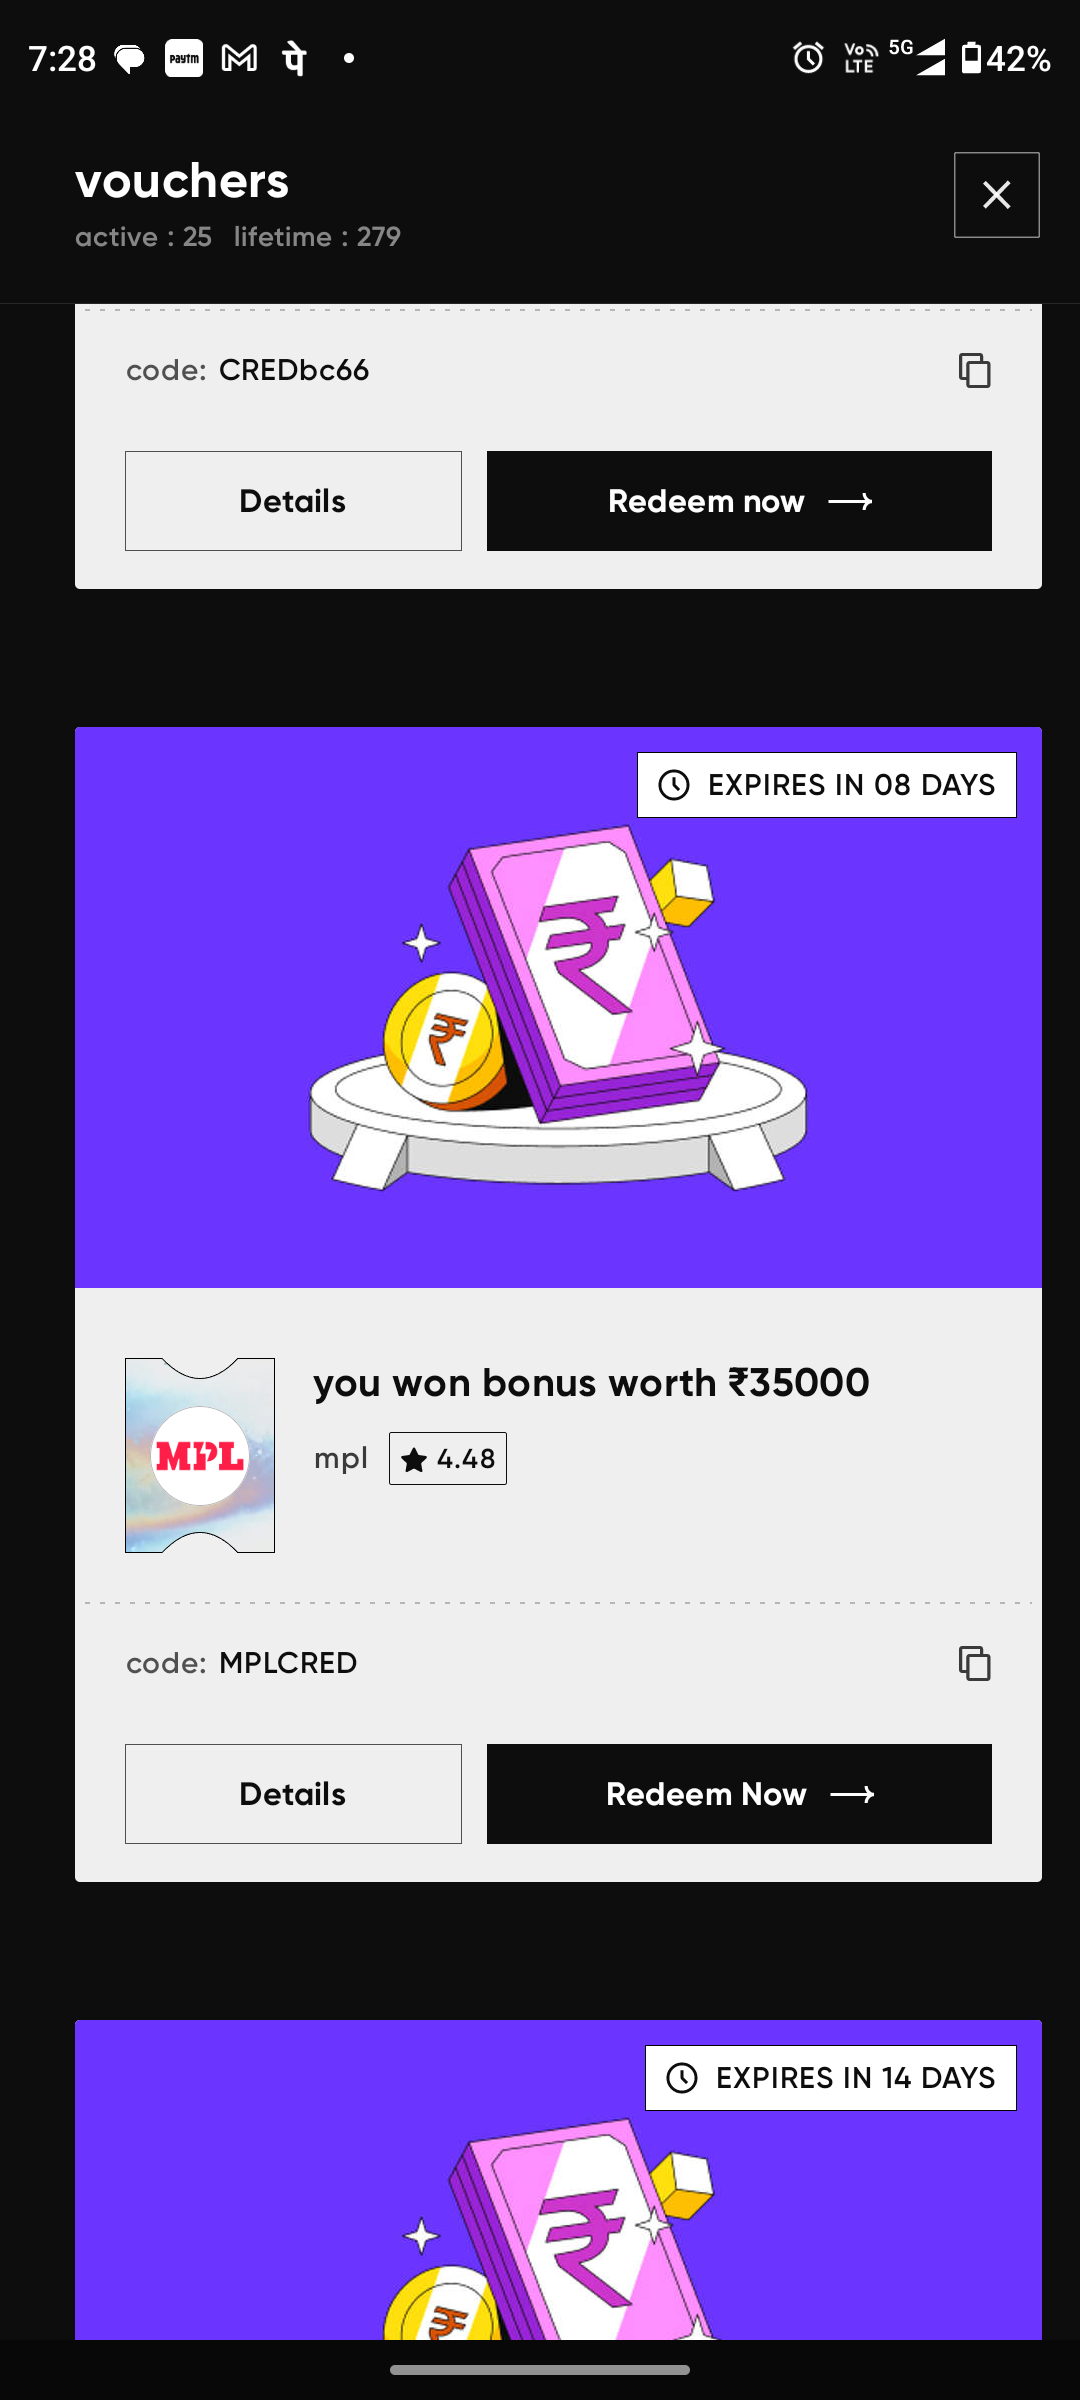 7:28 Paytm पे 5G VoLTE 42%
vouchers
active : 25 lifetime : 279
code: CREDbc66
Details Redeem now
EXPIRES IN 08 DAYS
₹
₹
you won bonus worth ₹35000
MPL
mpl 4.48
code: MPLCRED
Details Redeem Now
EXPIRES IN 14 DAYS
₹
₹